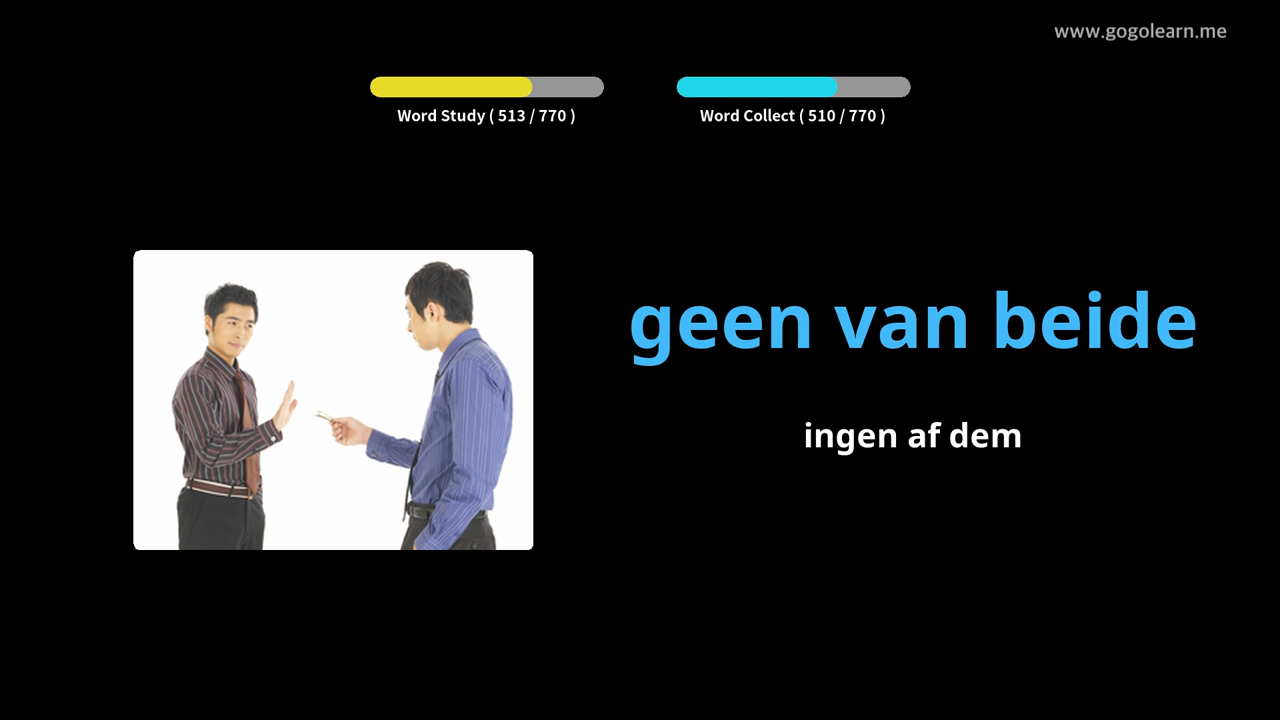 www.gogolearn.me
Word Study ( 513 / 770 )
Word Collect ( 510 / 770 )
geen van beide
ingen af dem